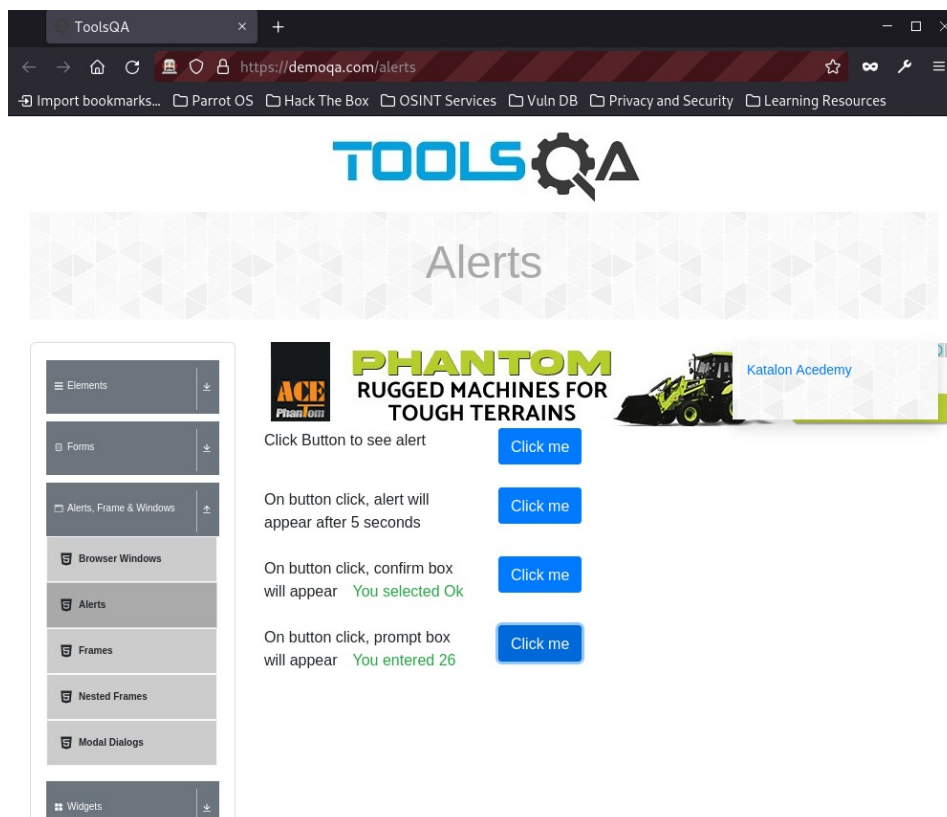 ToolsQA
https://demoqa.com/alerts
Import bookmarks... Parrot OS Hack The Box OSINT Services Vuln DB Privacy and Security Learning Resources
TOOLSQA
Alerts
Elements
Forms
Alerts, Frame & Windows
Browser Windows
Alerts
Frames
Nested Frames
Modal Dialogs
Widgets
ACE
Phantom
PHANTOM
RUGGED MACHINES FOR
TOUGH TERRAINS
Katalon Acedemy
Click Button to see alert
Click me
On button click, alert will
appear after 5 seconds
Click me
On button click, confirm box
will appear You selected Ok
Click me
On button click, prompt box
will appear You entered 26
Click me